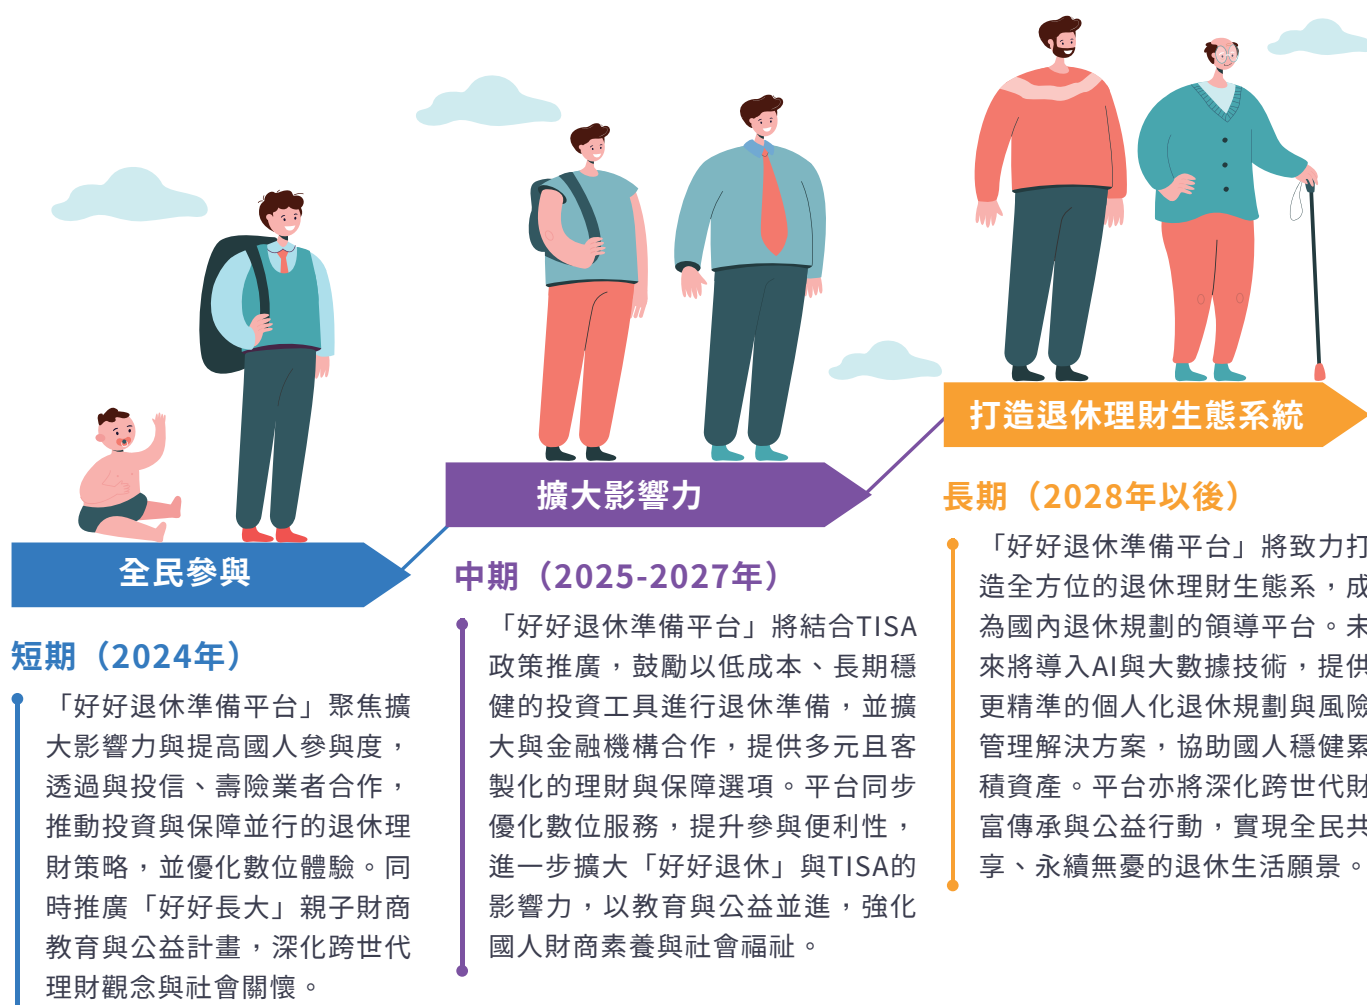 全民參與
短期（2024年）
「好好退休準備平台」聚焦擴
大影響力與提高國人參與度，
透過與投信、壽險業者合作，
推動投資與保障並行的退休理
財策略，並優化數位體驗。同
時推廣「好好長大」親子財商
教育與公益計畫，深化跨世代
理財觀念與社會關懷。
擴大影響力
中期（2025-2027年）
「好好退休準備平台」將結合TISA
政策推廣，鼓勵以低成本、長期穩
健的投資工具進行退休準備，並擴
大與金融機構合作，提供多元且客
製化的理財與保障選項。平台同步
優化數位服務，提升參與便利性，
進一步擴大「好好退休」與TISA的
影響力，以教育與公益並進，強化
國人財商素養與社會福祉。
打造退休理財生態系統
長期（2028年以後）
「好好退休準備平台」將致力打
造全方位的退休理財生態系，成
為國內退休規劃的領導平台。未
來將導入AI與大數據技術，提供
更精準的個人化退休規劃與風險
管理解決方案，協助國人穩健累
積資產。平台亦將深化跨世代財
富傳承與公益行動，實現全民共
享、永續無憂的退休生活願景。